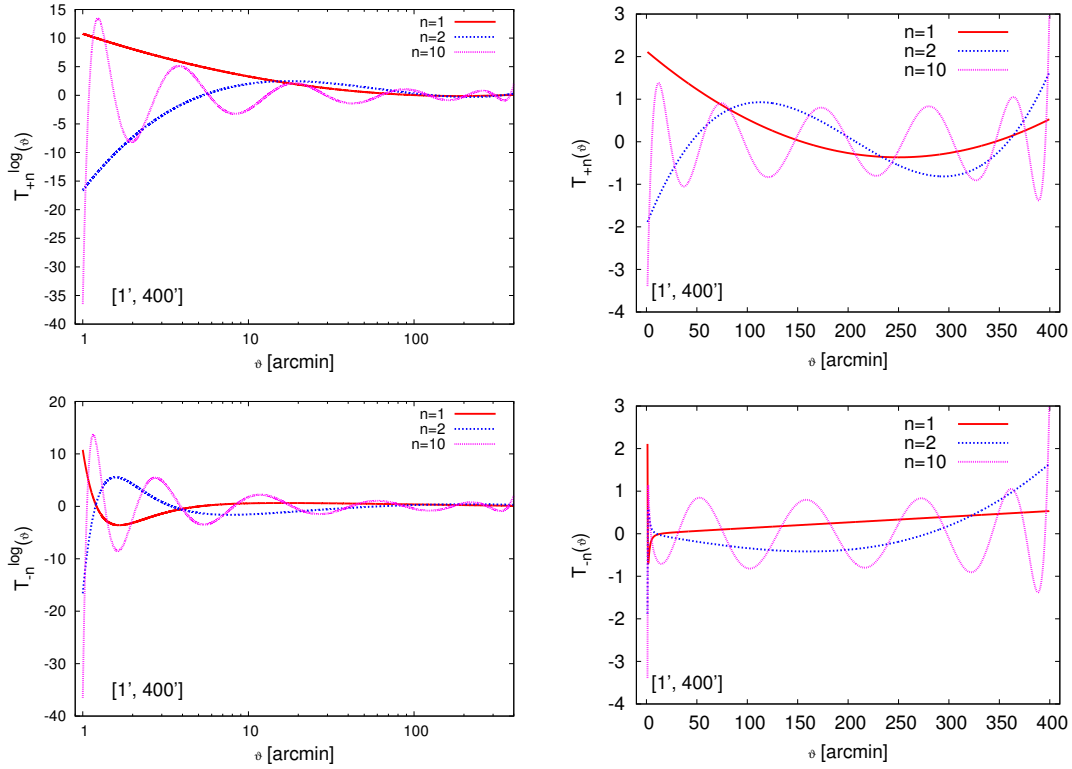 15
10
5
0
-5
-10
-15
-20
-25
-30
-35
-40
1
10
100
T+n log(ϑ)
ϑ [arcmin]
n=1
n=2
n=10
[1', 400']
3
2
1
0
-1
-2
-3
-4
0 50 100 150 200 250 300 350 400
T+n(ϑ)
ϑ [arcmin]
n=1
n=2
n=10
[1', 400']
20
10
0
-10
-20
-30
-40
1
10
100
T-n log(ϑ)
ϑ [arcmin]
n=1
n=2
n=10
[1', 400']
3
2
1
0
-1
-2
-3
-4
0 50 100 150 200 250 300 350 400
T-n(ϑ)
ϑ [arcmin]
n=1
n=2
n=10
[1', 400']